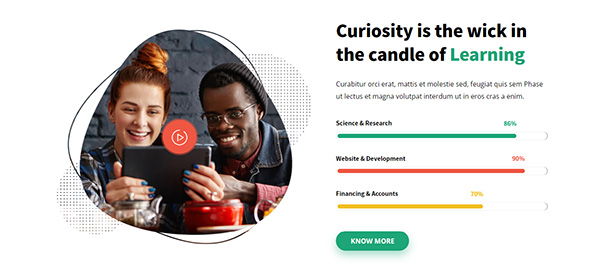 Curiosity is the wick in
the candle of Learning
Curabitur orci erat, mattis et molestie sed, feugiat quis sem Phase
ut lectus et magna volutpat interdum ut in eros cras a enim.
Science & Research 86%
Website & Development 90%
Financing & Accounts 70%
KNOW MORE